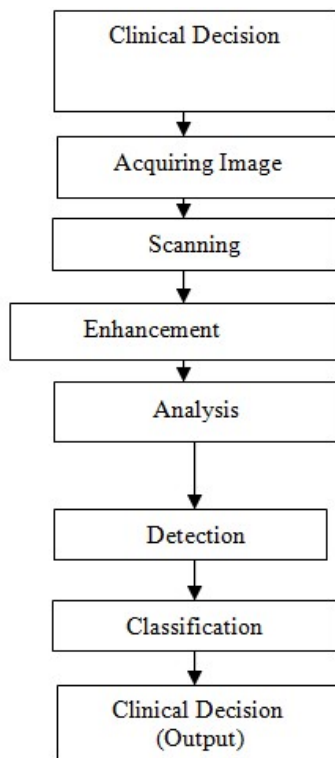 Clinical Decision
Acquiring Image
Scanning
Enhancement
Analysis
Detection
Classification
Clinical Decision
(Output)